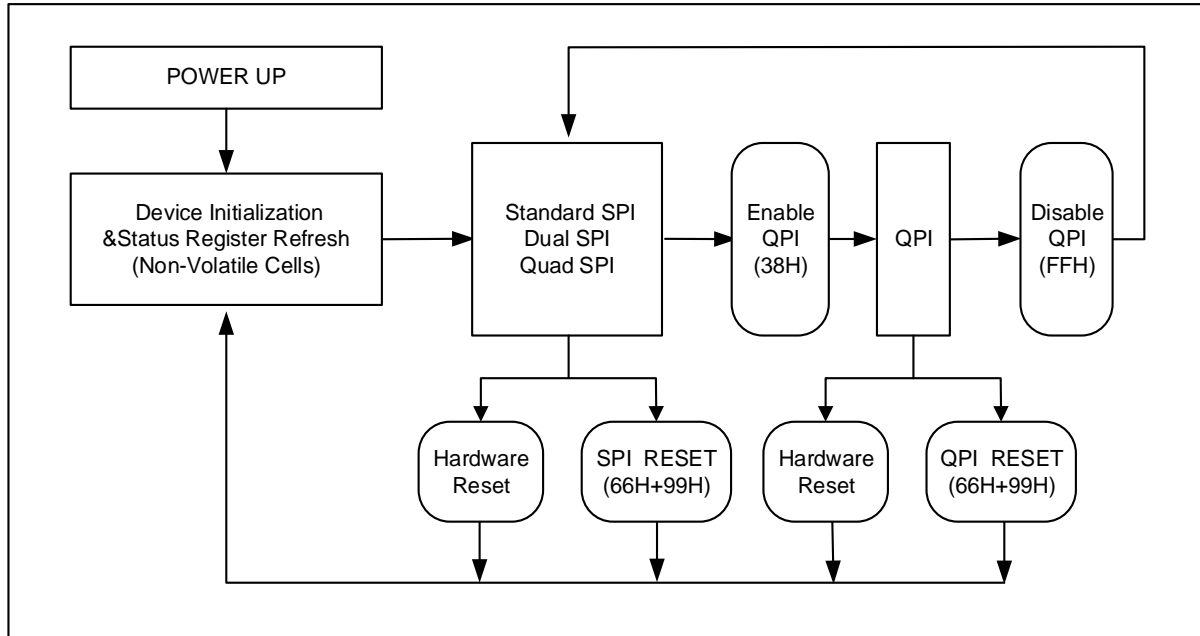 POWER UP
Device Initialization
&Status Register Refresh
(Non-Volatile Cells)
Standard SPI
Dual SPI
Quad SPI
Enable
QPI
(38H)
QPI
Disable
QPI
(FFH)
Hardware
Reset
SPI RESET
(66H+99H)
Hardware
Reset
QPI RESET
(66H+99H)